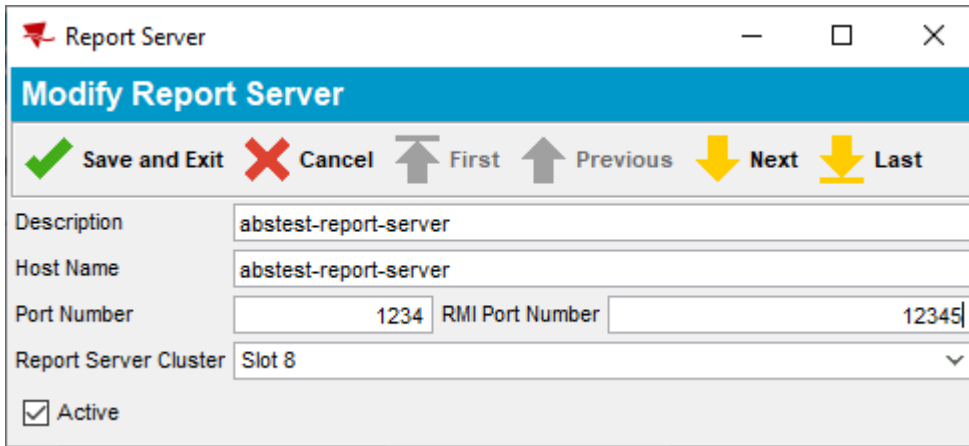 Report Server
Modify Report Server
Save and Exit Cancel First Previous Next Last
Description abstest-report-server
Host Name abstest-report-server
Port Number 1234 RMI Port Number 12345
Report Server Cluster Slot 8
Active